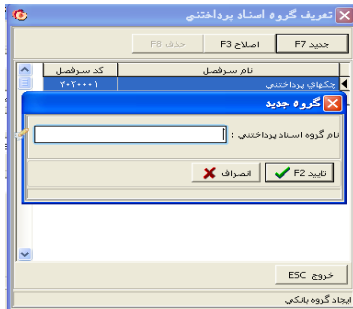 تعریف گروه اسناد پرداختنی
جدید F7
اصلاح F3
حذف F8
نام سرفصل
کد سرفصل
چکهای پرداختنی
۴۰۲۰۰۰۱
گروه جدید
نام گروه اسناد پرداختنی :
تایید F2
انصراف
خروج ESC
ایجاد گروه بانکی